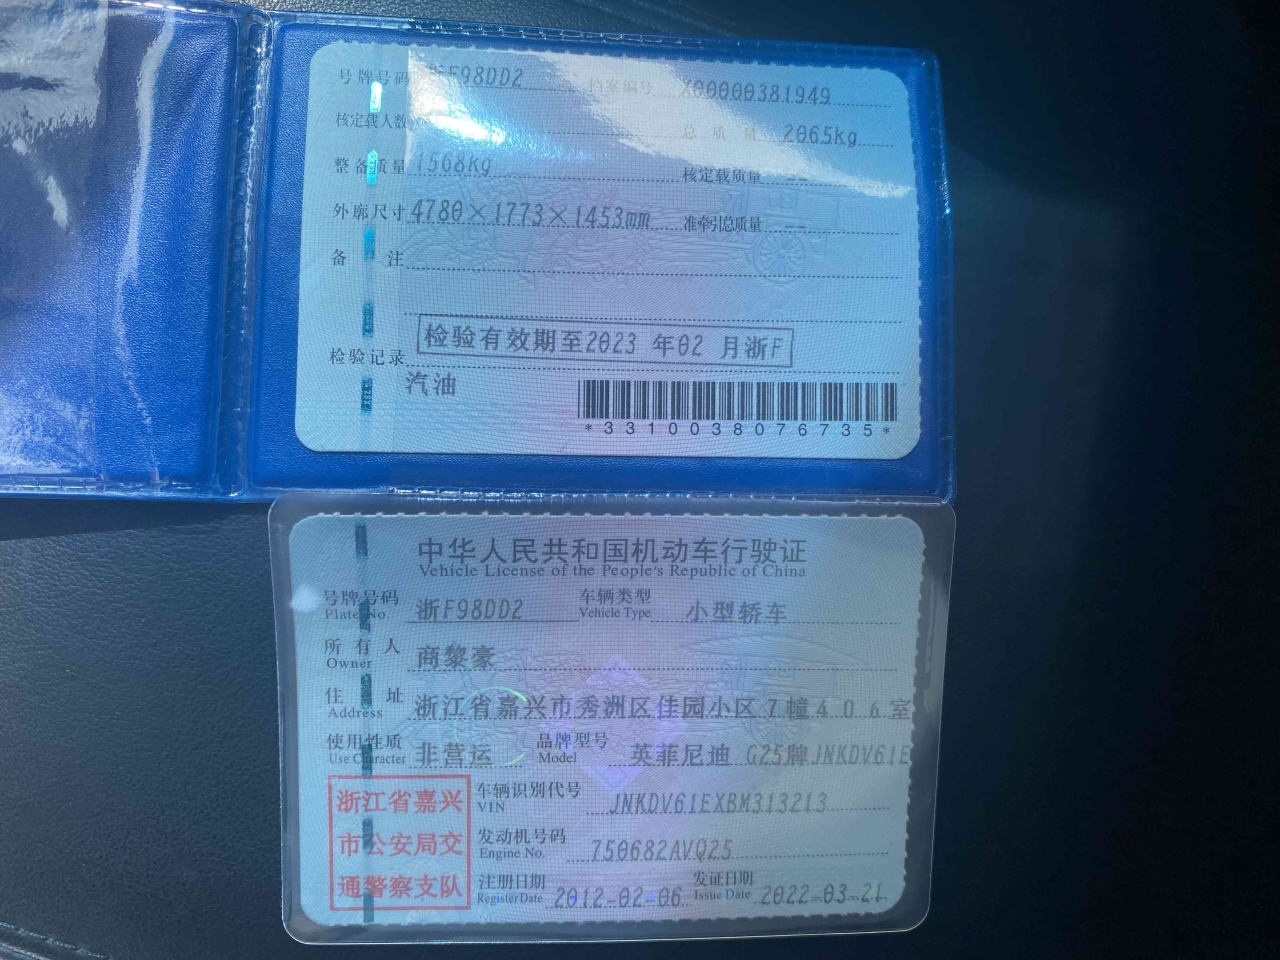 号牌号码 浙F98DD2 档案编号 X00000381949
核定载人数 总质量 2065kg
整备质量 1568kg 核定载质量 --
外廓尺寸 4780×1773×1453mm 准牵引总质量 --
备注
检验有效期至2023 年02 月浙F
检验记录
汽油
*3310038076735*
中华人民共和国机动车行驶证
Vehicle License of the People's Republic of China
号牌号码 浙F98DD2 车辆类型 小型轿车
Plate No. Vehicle Type
所有人 商黎豪
Owner
住址 浙江省嘉兴市秀洲区佳园小区7幢406室
Address
使用性质 非营运 品牌型号 英菲尼迪 G25牌JNKDV61E
Use Character Model
浙江省嘉兴
市公安局交
通警察支队
车辆识别代号 JNKDV61EXBM313213
VIN
发动机号码 750682AVQ25
Engine No.
注册日期 2012-02-06 发证日期 2022-03-21
Register Date Issue Date